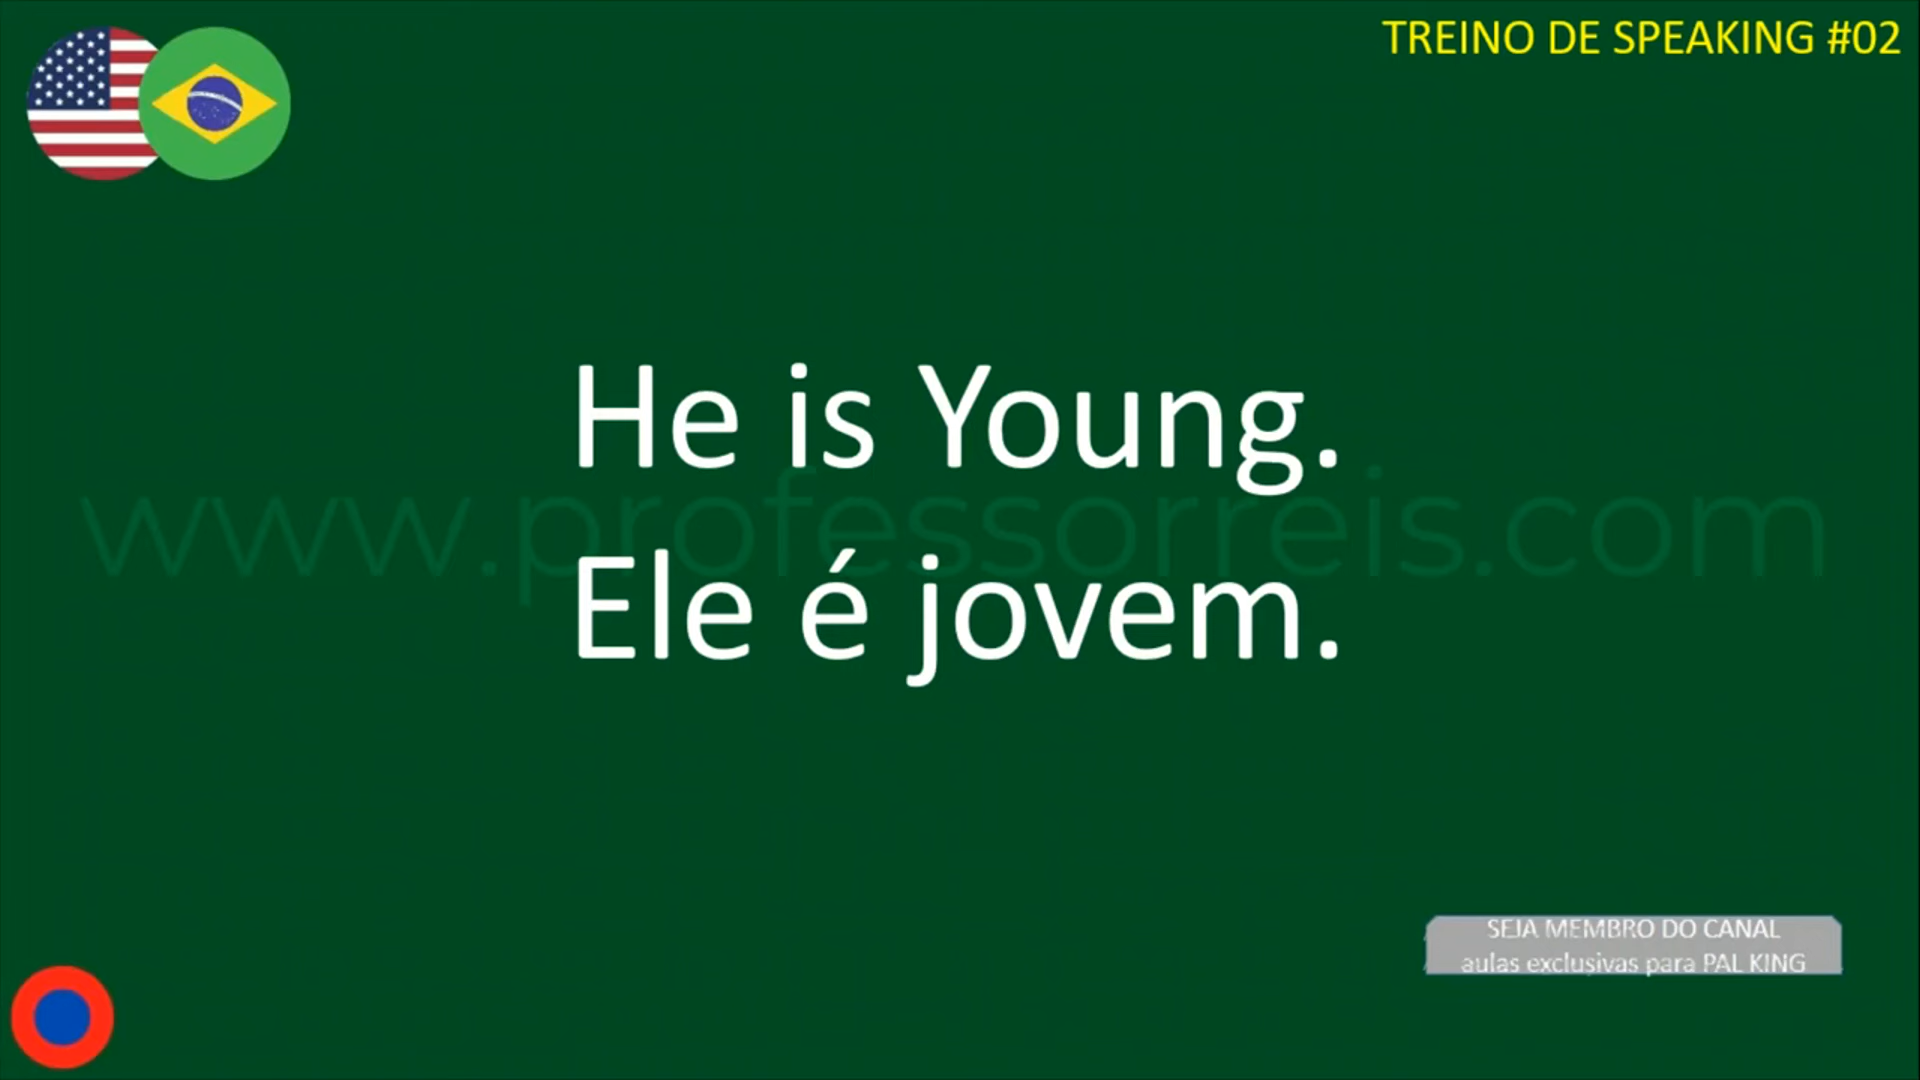 TREINO DE SPEAKING #02
He is Young.
www.professorreis.com
Ele é jovem.
SEJA MEMBRO DO CANAL
aulas exclusivas para PAL KING